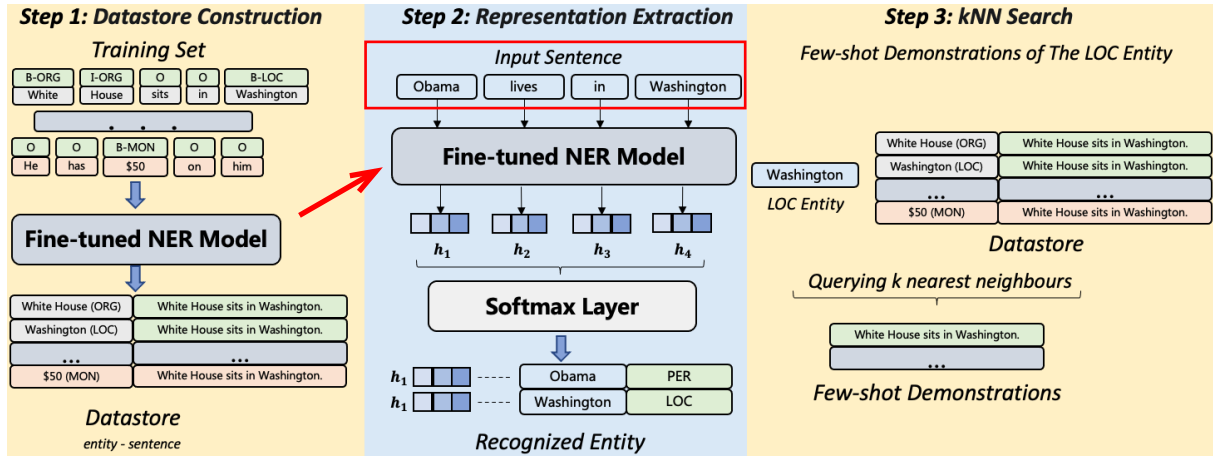 Step 1: Datastore Construction
Training Set
B-ORG I-ORG O O B-LOC
White House sits in Washington
. . .
O O B-MON O O
He has $50 on him
Fine-tuned NER Model
White House (ORG) White House sits in Washington.
Washington (LOC) White House sits in Washington.
... ...
$50 (MON) White House sits in Washington.
Datastore
entity - sentence
Step 2: Representation Extraction
Input Sentence
Obama lives in Washington
Fine-tuned NER Model
h1 h2 h3 h4
Softmax Layer
h1 Obama PER
h1 Washington LOC
Recognized Entity
Step 3: kNN Search
Few-shot Demonstrations of The LOC Entity
Washington
LOC Entity
White House (ORG) White House sits in Washington.
Washington (LOC) White House sits in Washington.
... ...
$50 (MON) White House sits in Washington.
Datastore
Querying k nearest neighbours
White House sits in Washington.
...
Few-shot Demonstrations